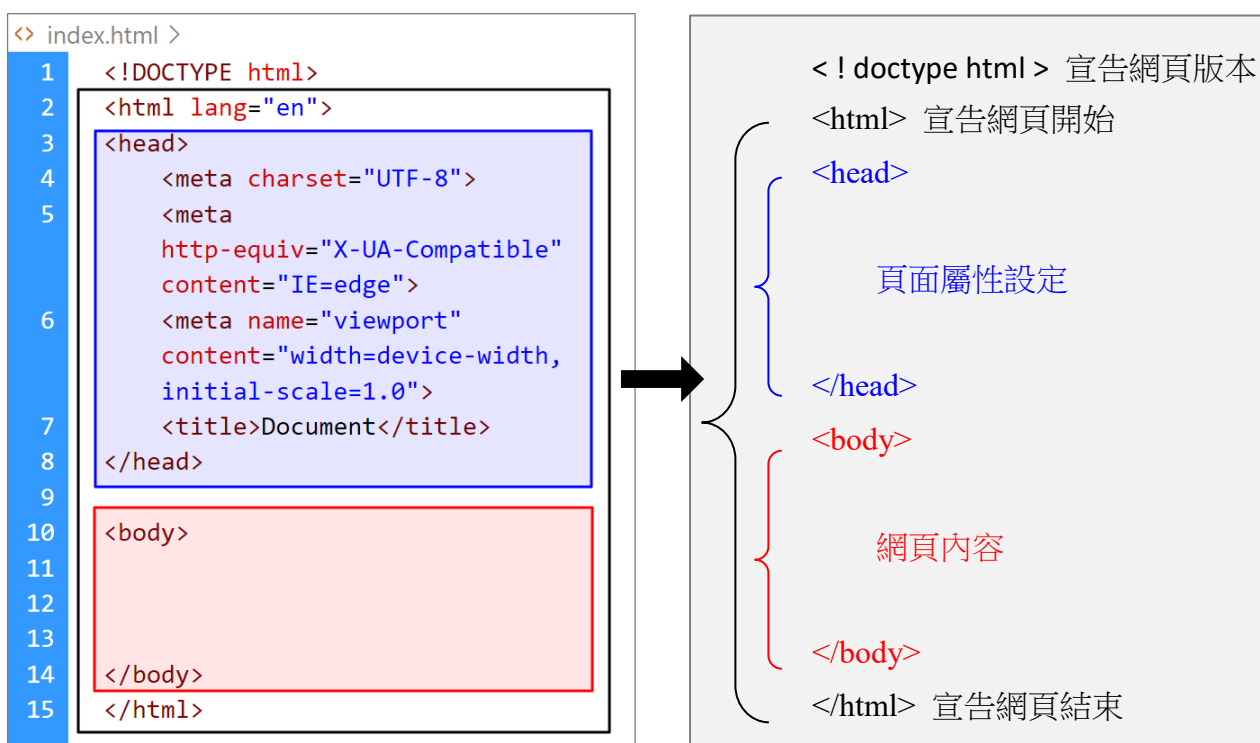 <> index.html >
1 <!DOCTYPE html>
2 <html lang="en">
3 <head>
4 <meta charset="UTF-8">
5 <meta
http-equiv="X-UA-Compatible"
content="IE=edge">
6 <meta name="viewport"
content="width=device-width,
initial-scale=1.0">
7 <title>Document</title>
8 </head>
9
10 <body>
11
12
13
14 </body>
15 </html>
< ! doctype html > 宣告網頁版本
<html> 宣告網頁開始
<head>
頁面屬性設定
</head>
<body>
網頁內容
</body>
</html> 宣告網頁結束